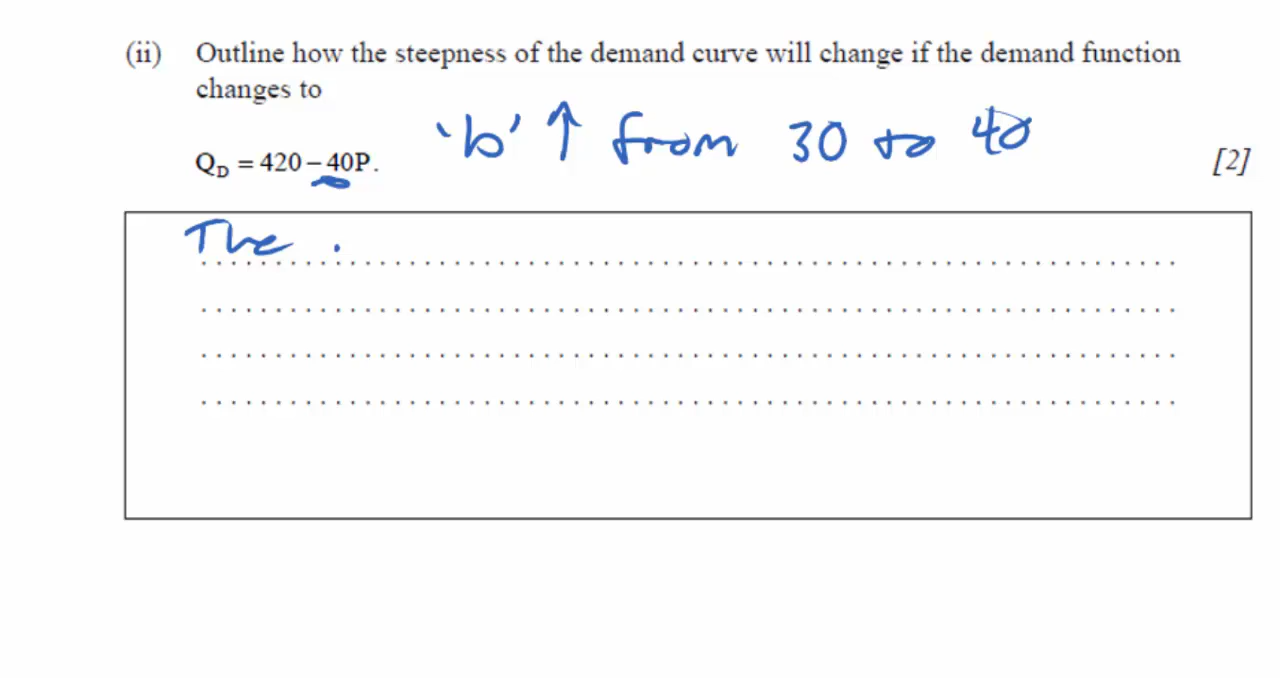 (ii) Outline how the steepness of the demand curve will change if the demand function
changes to
'b' ↑ from 30 to 40
Q_D = 420 – 40P.
[2]
The